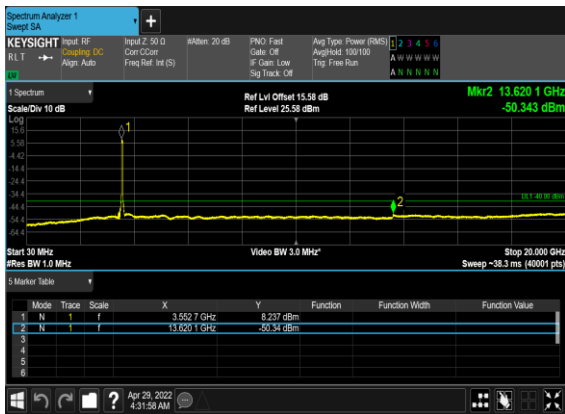 Spectrum Analyzer 1
Swept SA
+
KEYSIGHT Input: RF Input Z: 50 Ω #Atten: 20 dB PNO: Fast Avg Type: Power (RMS) 1 2 3 4 5 6
RLT Coupling: DC Corr CCorr Gate: Off Avg|Hold: 100/100 A W W W W W
Align: Auto Freq Ref: Int (S) IF Gain: Low Trig: Free Run
Sig Track: Off A N N N N N
1 Spectrum Ref Lvl Offset 15.58 dB Mkr2 13.620 1 GHz
Scale/Div 10 dB Ref Level 25.58 dBm -50.343 dBm
Log
15.6
5.58
-4.42
-14.4
-24.4
-34.4
-44.4
-54.4
-64.4
1
2
DL1 -40.00 dBm
Start 30 MHz Video BW 3.0 MHz* Stop 20.000 GHz
#Res BW 1.0 MHz Sweep ~38.3 ms (40001 pts)
5 Marker Table
Mode Trace Scale X Y Function Function Width Function Value
1 N 1 f 3.552 7 GHz 8.237 dBm
2 N 1 f 13.620 1 GHz -50.34 dBm
3
4
5
6
? Apr 29, 2022
4:31:58 AM